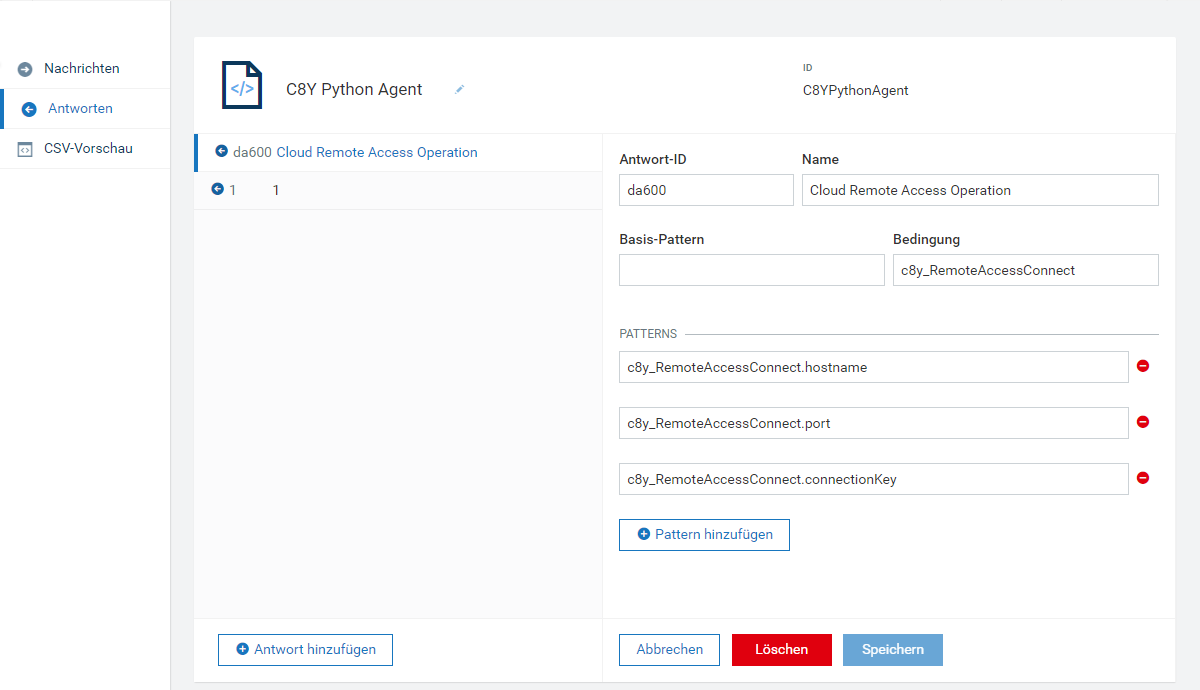 Nachrichten
Antworten
CSV-Vorschau
</>
C8Y Python Agent
ID
C8YPythonAgent
da600 Cloud Remote Access Operation
1 1
Antwort hinzufügen
Antwort-ID Name
da600 Cloud Remote Access Operation
Basis-Pattern Bedingung
c8y_RemoteAccessConnect
PATTERNS
c8y_RemoteAccessConnect.hostname
c8y_RemoteAccessConnect.port
c8y_RemoteAccessConnect.connectionKey
Pattern hinzufügen
Abbrechen Löschen Speichern